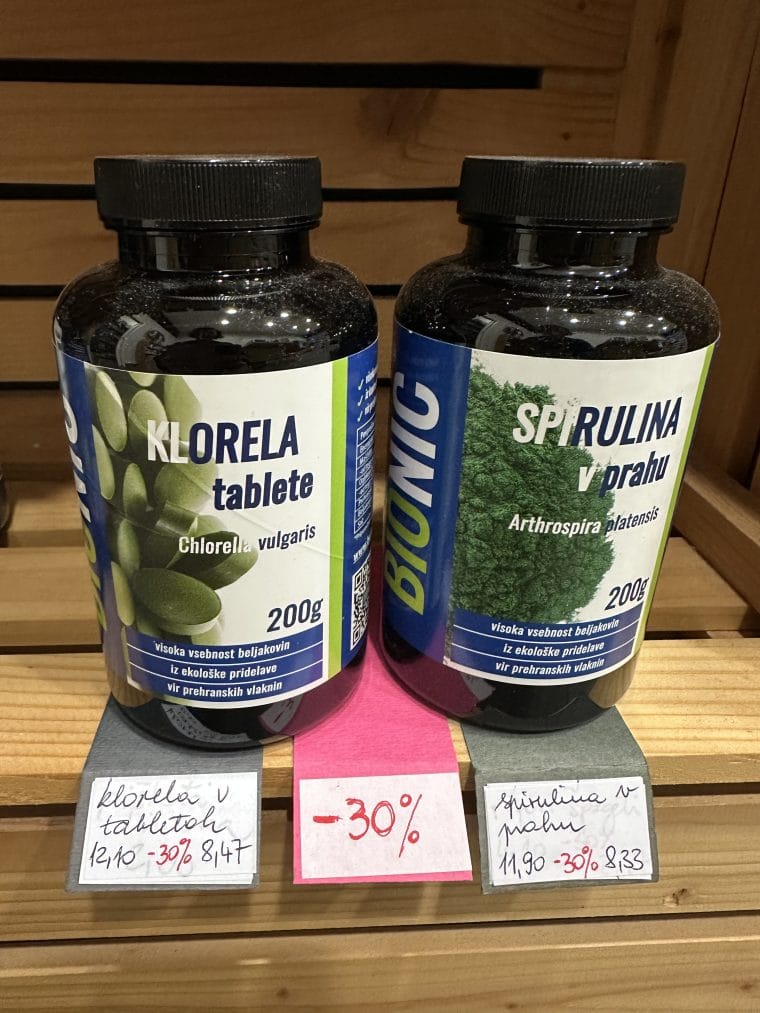 BIONIC
KLORELA
tablete
Chlorella vulgaris
200g
visoka vsebnost beljakovin
iz ekološke pridelave
vir prehranskih vlaknin
BIONIC
SPIRULINA
v prahu
Arthrospira platensis
200g
visoka vsebnost beljakovin
iz ekološke pridelave
vir prehranskih vlaknin
klorela v
tabletah
12,10 -30% 8,47
-30%
spirulina v
prahu
11,90 -30% 8,33